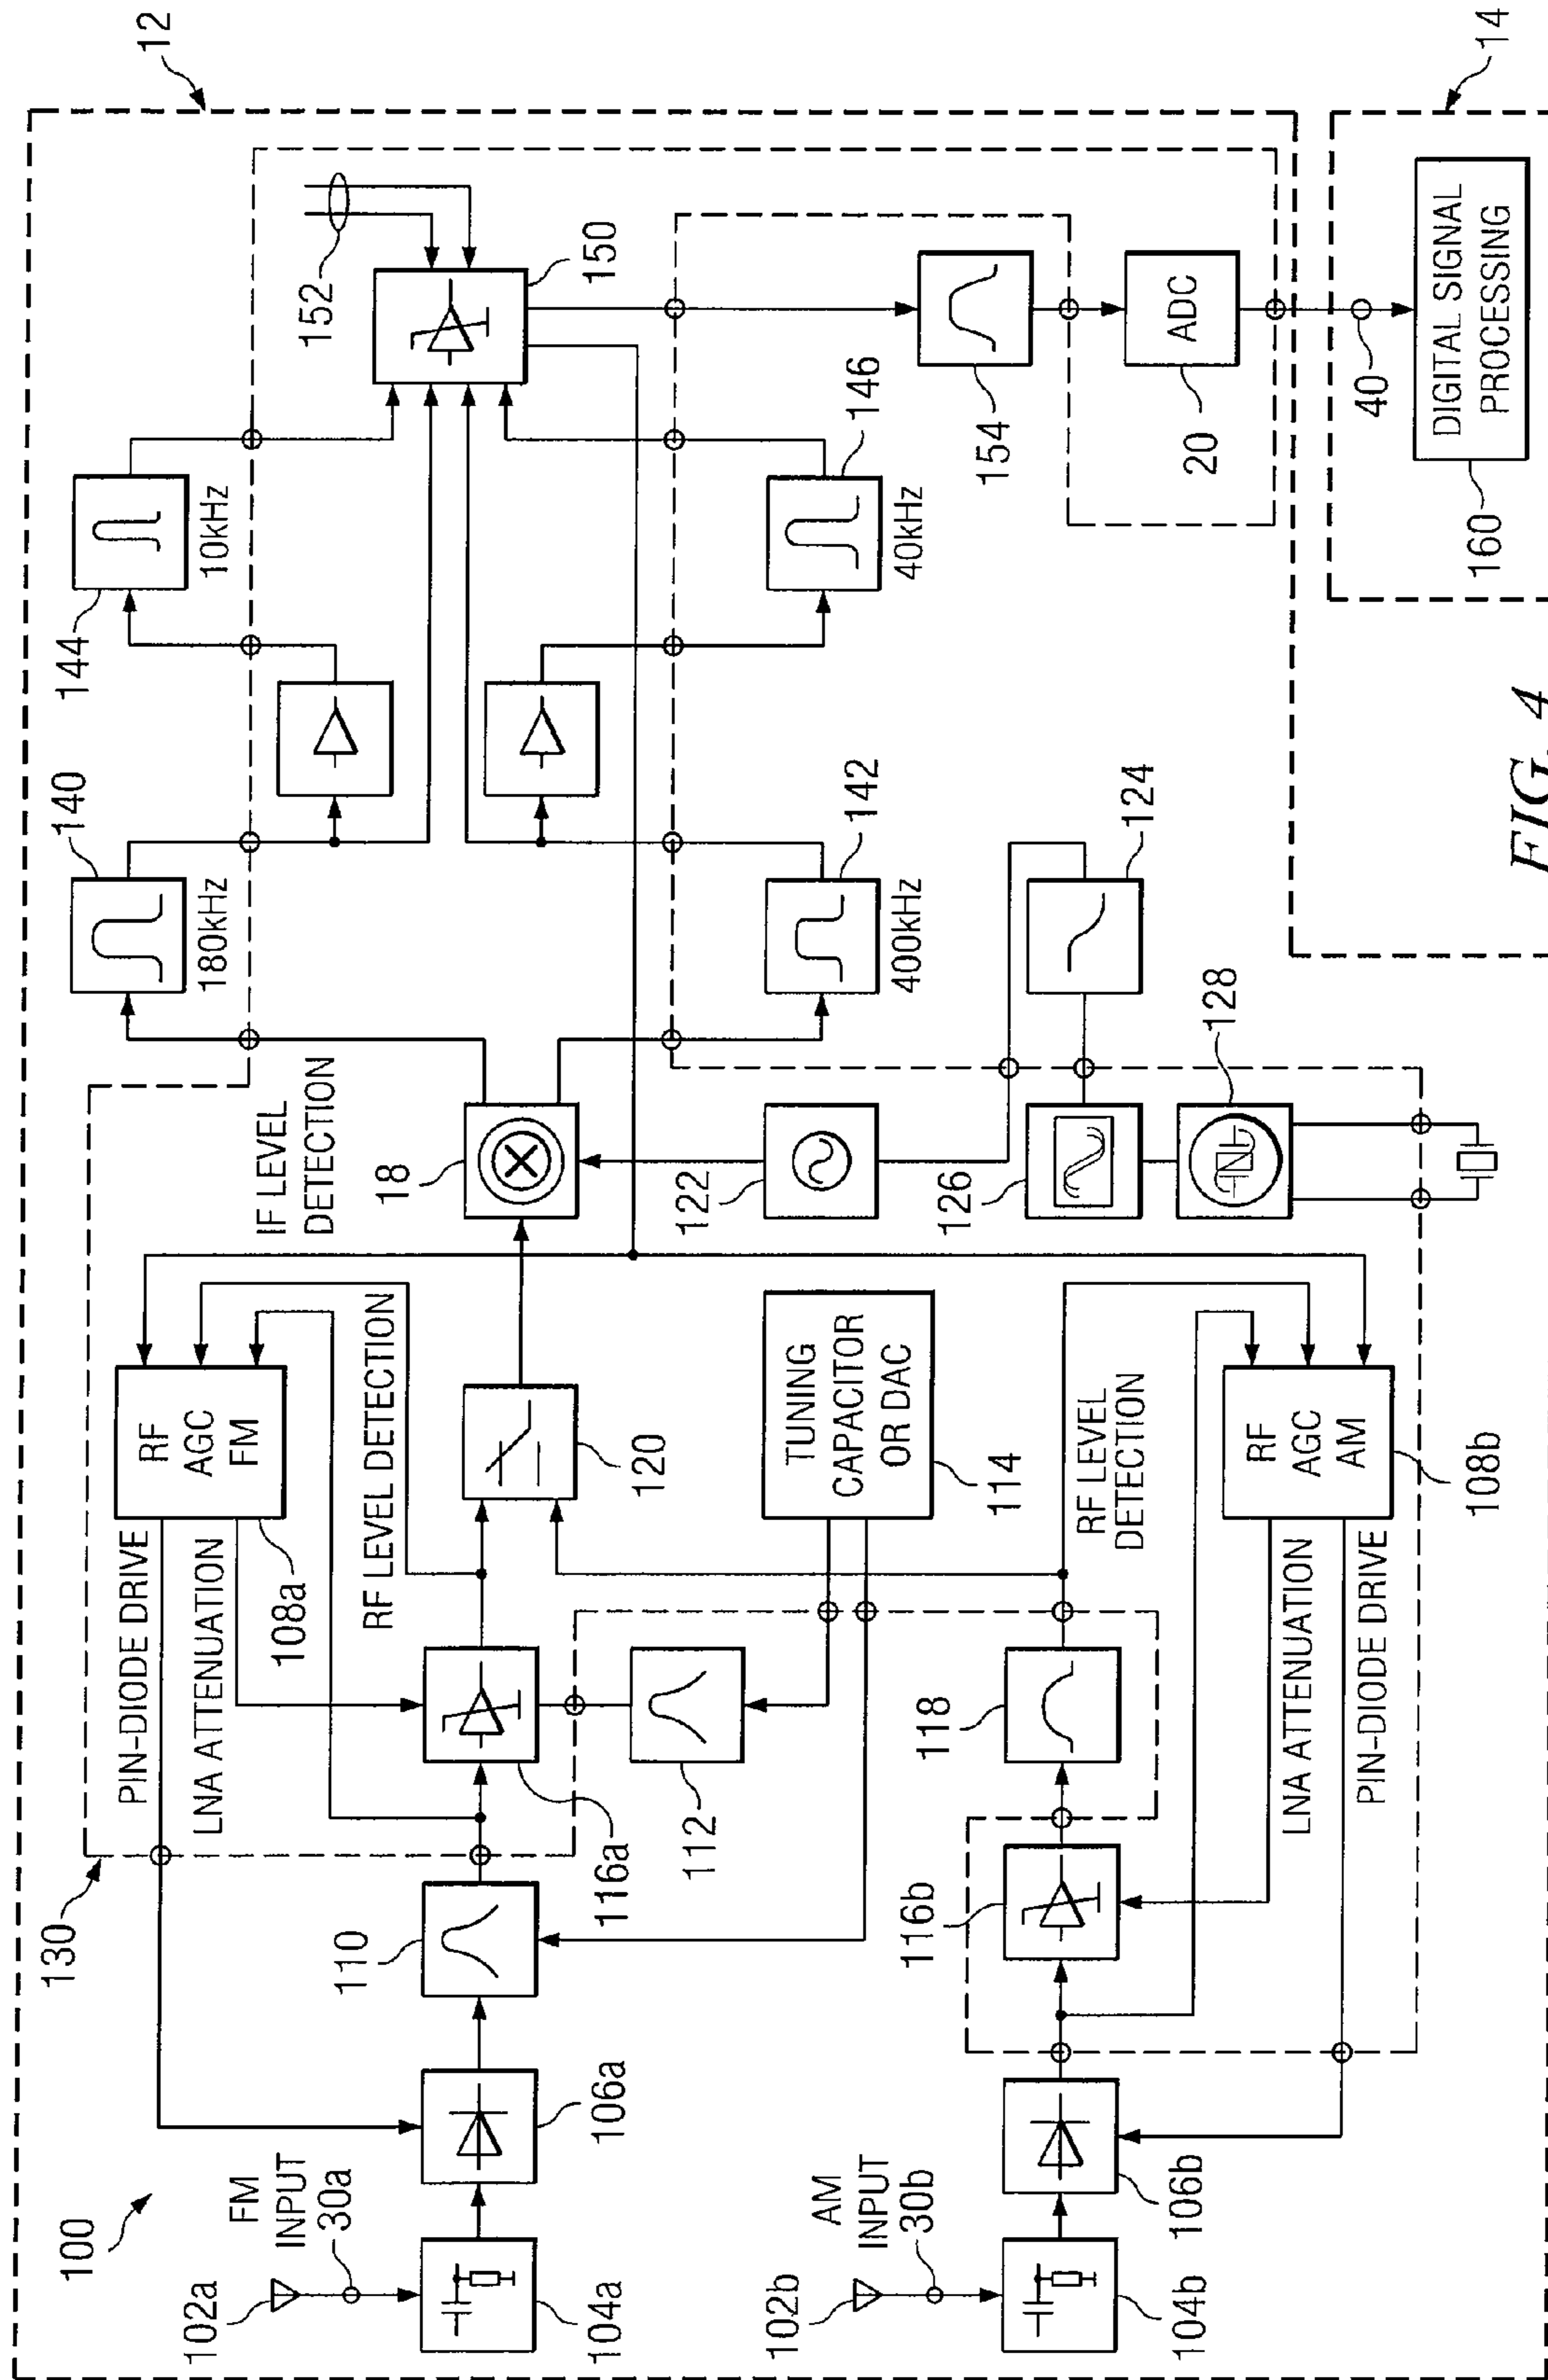 100
12
130
PIN-DIODE DRIVE
LNA ATTENUATION
108a
RF
AGC
FM
RF LEVEL DETECTION
IF LEVEL
DETECTION
140
180kHz
144
10kHz
152
150
102a
FM
INPUT
30a
104a
106a
110
116a
112
120
18
142
400kHz
146
40kHz
154
20
ADC
TUNING
CAPACITOR
OR DAC
114
122
124
126
128
102b
AM
INPUT
30b
104b
106b
116b
118
RF LEVEL
DETECTION
LNA ATTENUATION
PIN-DIODE DRIVE
RF
AGC
AM
108b
40
14
DIGITAL SIGNAL
PROCESSING
160
FIG. 4